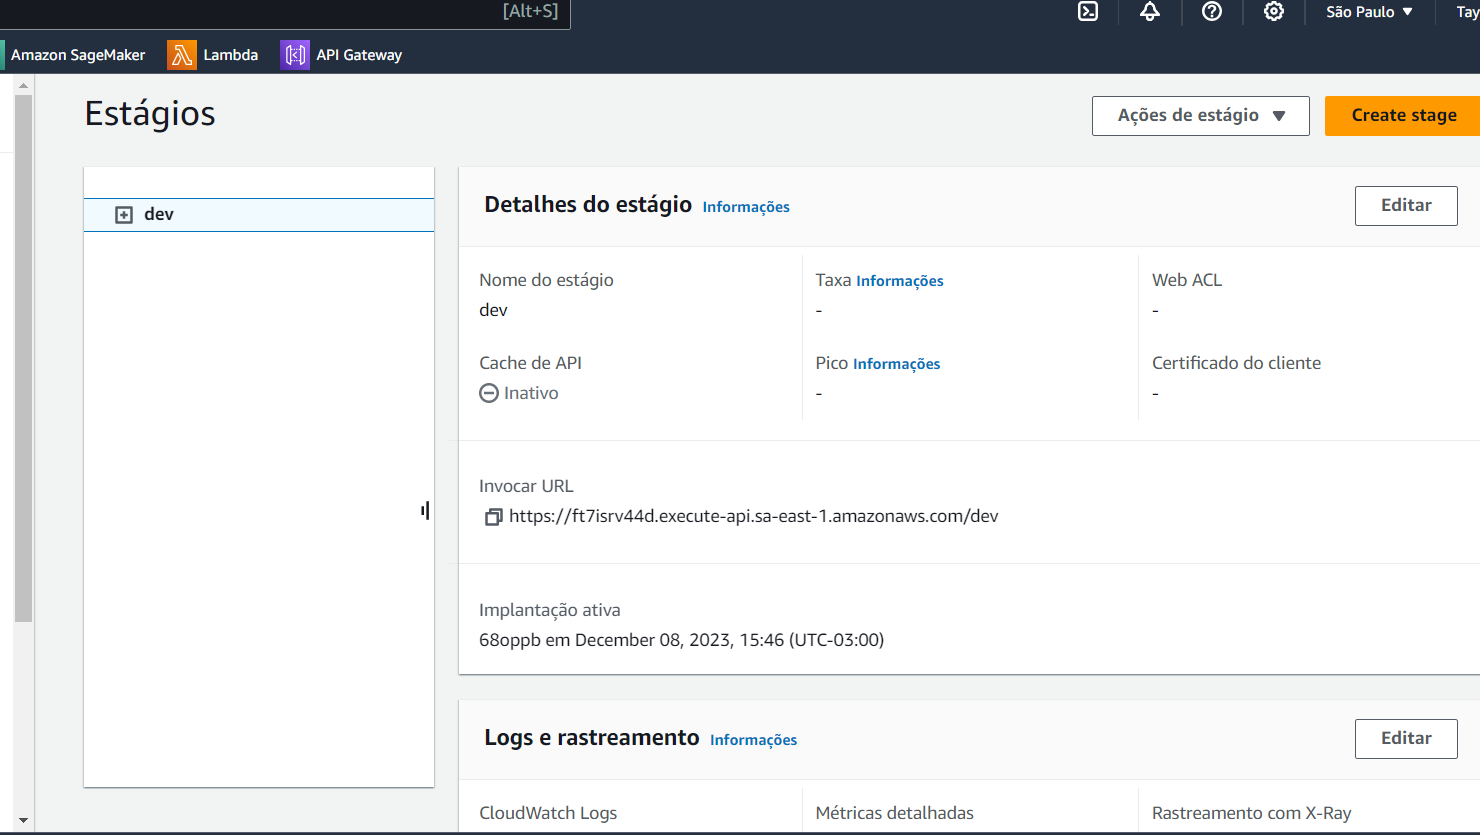 [Alt+S]
São Paulo
Tay
Amazon SageMaker
Lambda
API Gateway
Estágios
Ações de estágio
Create stage
dev
Detalhes do estágio Informações
Editar
Nome do estágio
dev
Taxa Informações
-
Web ACL
-
Cache de API
Inativo
Pico Informações
-
Certificado do cliente
-
Invocar URL
https://ft7isrv44d.execute-api.sa-east-1.amazonaws.com/dev
Implantação ativa
68oppb em December 08, 2023, 15:46 (UTC-03:00)
Logs e rastreamento Informações
Editar
CloudWatch Logs
Métricas detalhadas
Rastreamento com X-Ray